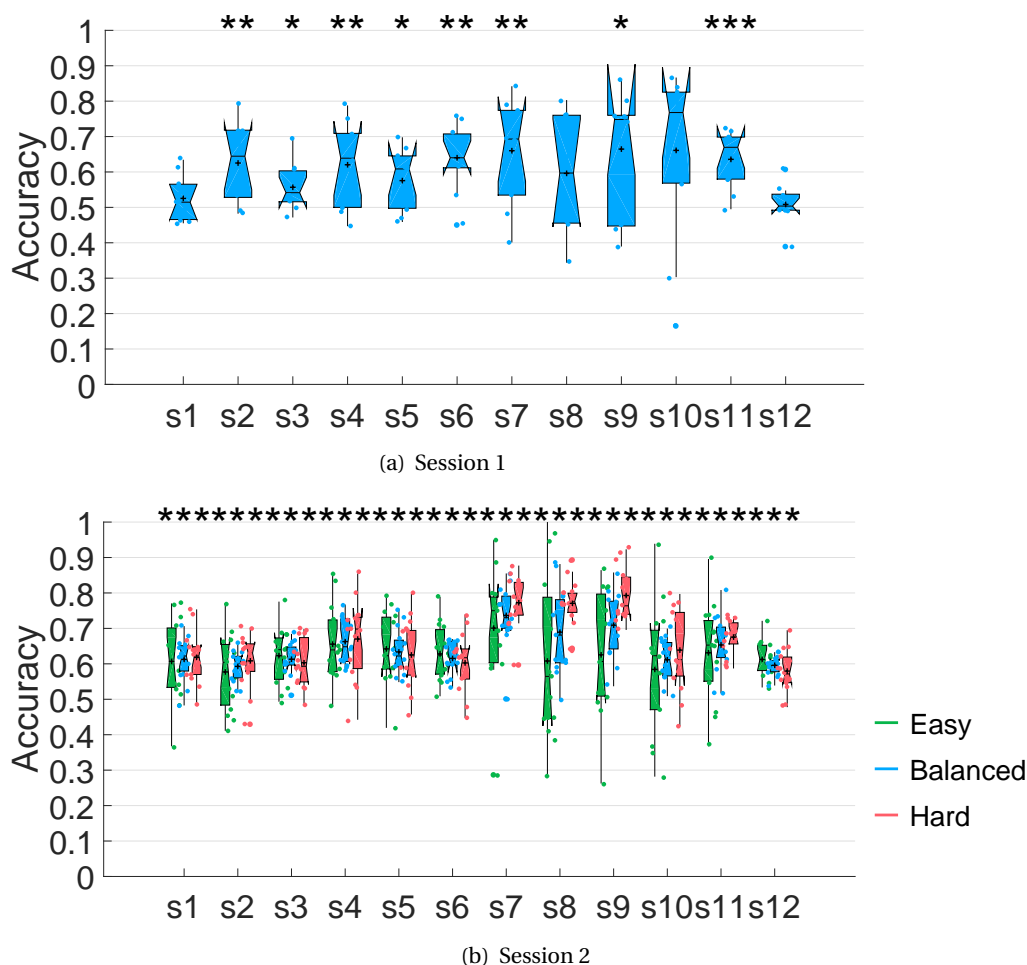 ** * ** * ** ** * ***
1
0.9
0.8
0.7
0.6
0.5
0.4
0.3
0.2
0.1
0
Accuracy
s1 s2 s3 s4 s5 s6 s7 s8 s9 s10 s11 s12
(a) Session 1
************************************
1
0.9
0.8
0.7
0.6
0.5
0.4
0.3
0.2
0.1
0
Accuracy
s1 s2 s3 s4 s5 s6 s7 s8 s9 s10 s11 s12
Easy
Balanced
Hard
(b) Session 2